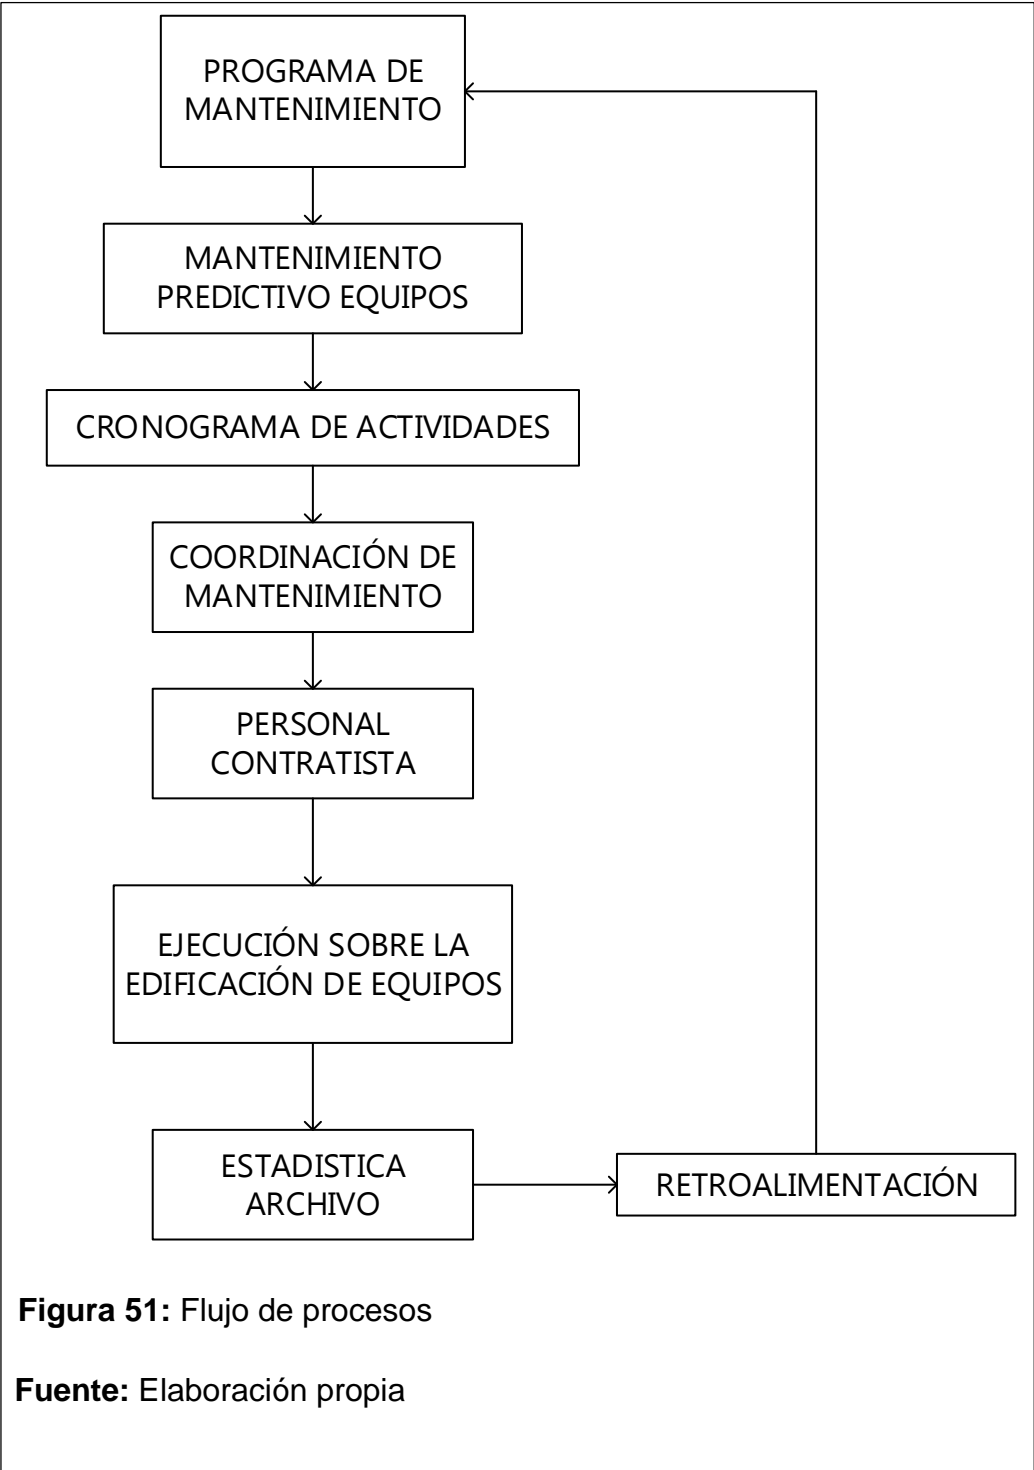 PROGRAMA DE
MANTENIMIENTO
MANTENIMIENTO
PREDICTIVO EQUIPOS
CRONOGRAMA DE ACTIVIDADES
COORDINACIÓN DE
MANTENIMIENTO
PERSONAL
CONTRATISTA
EJECUCIÓN SOBRE LA
EDIFICACIÓN DE EQUIPOS
ESTADISTICA
ARCHIVO
RETROALIMENTACIÓN
Figura 51: Flujo de procesos
Fuente: Elaboración propia